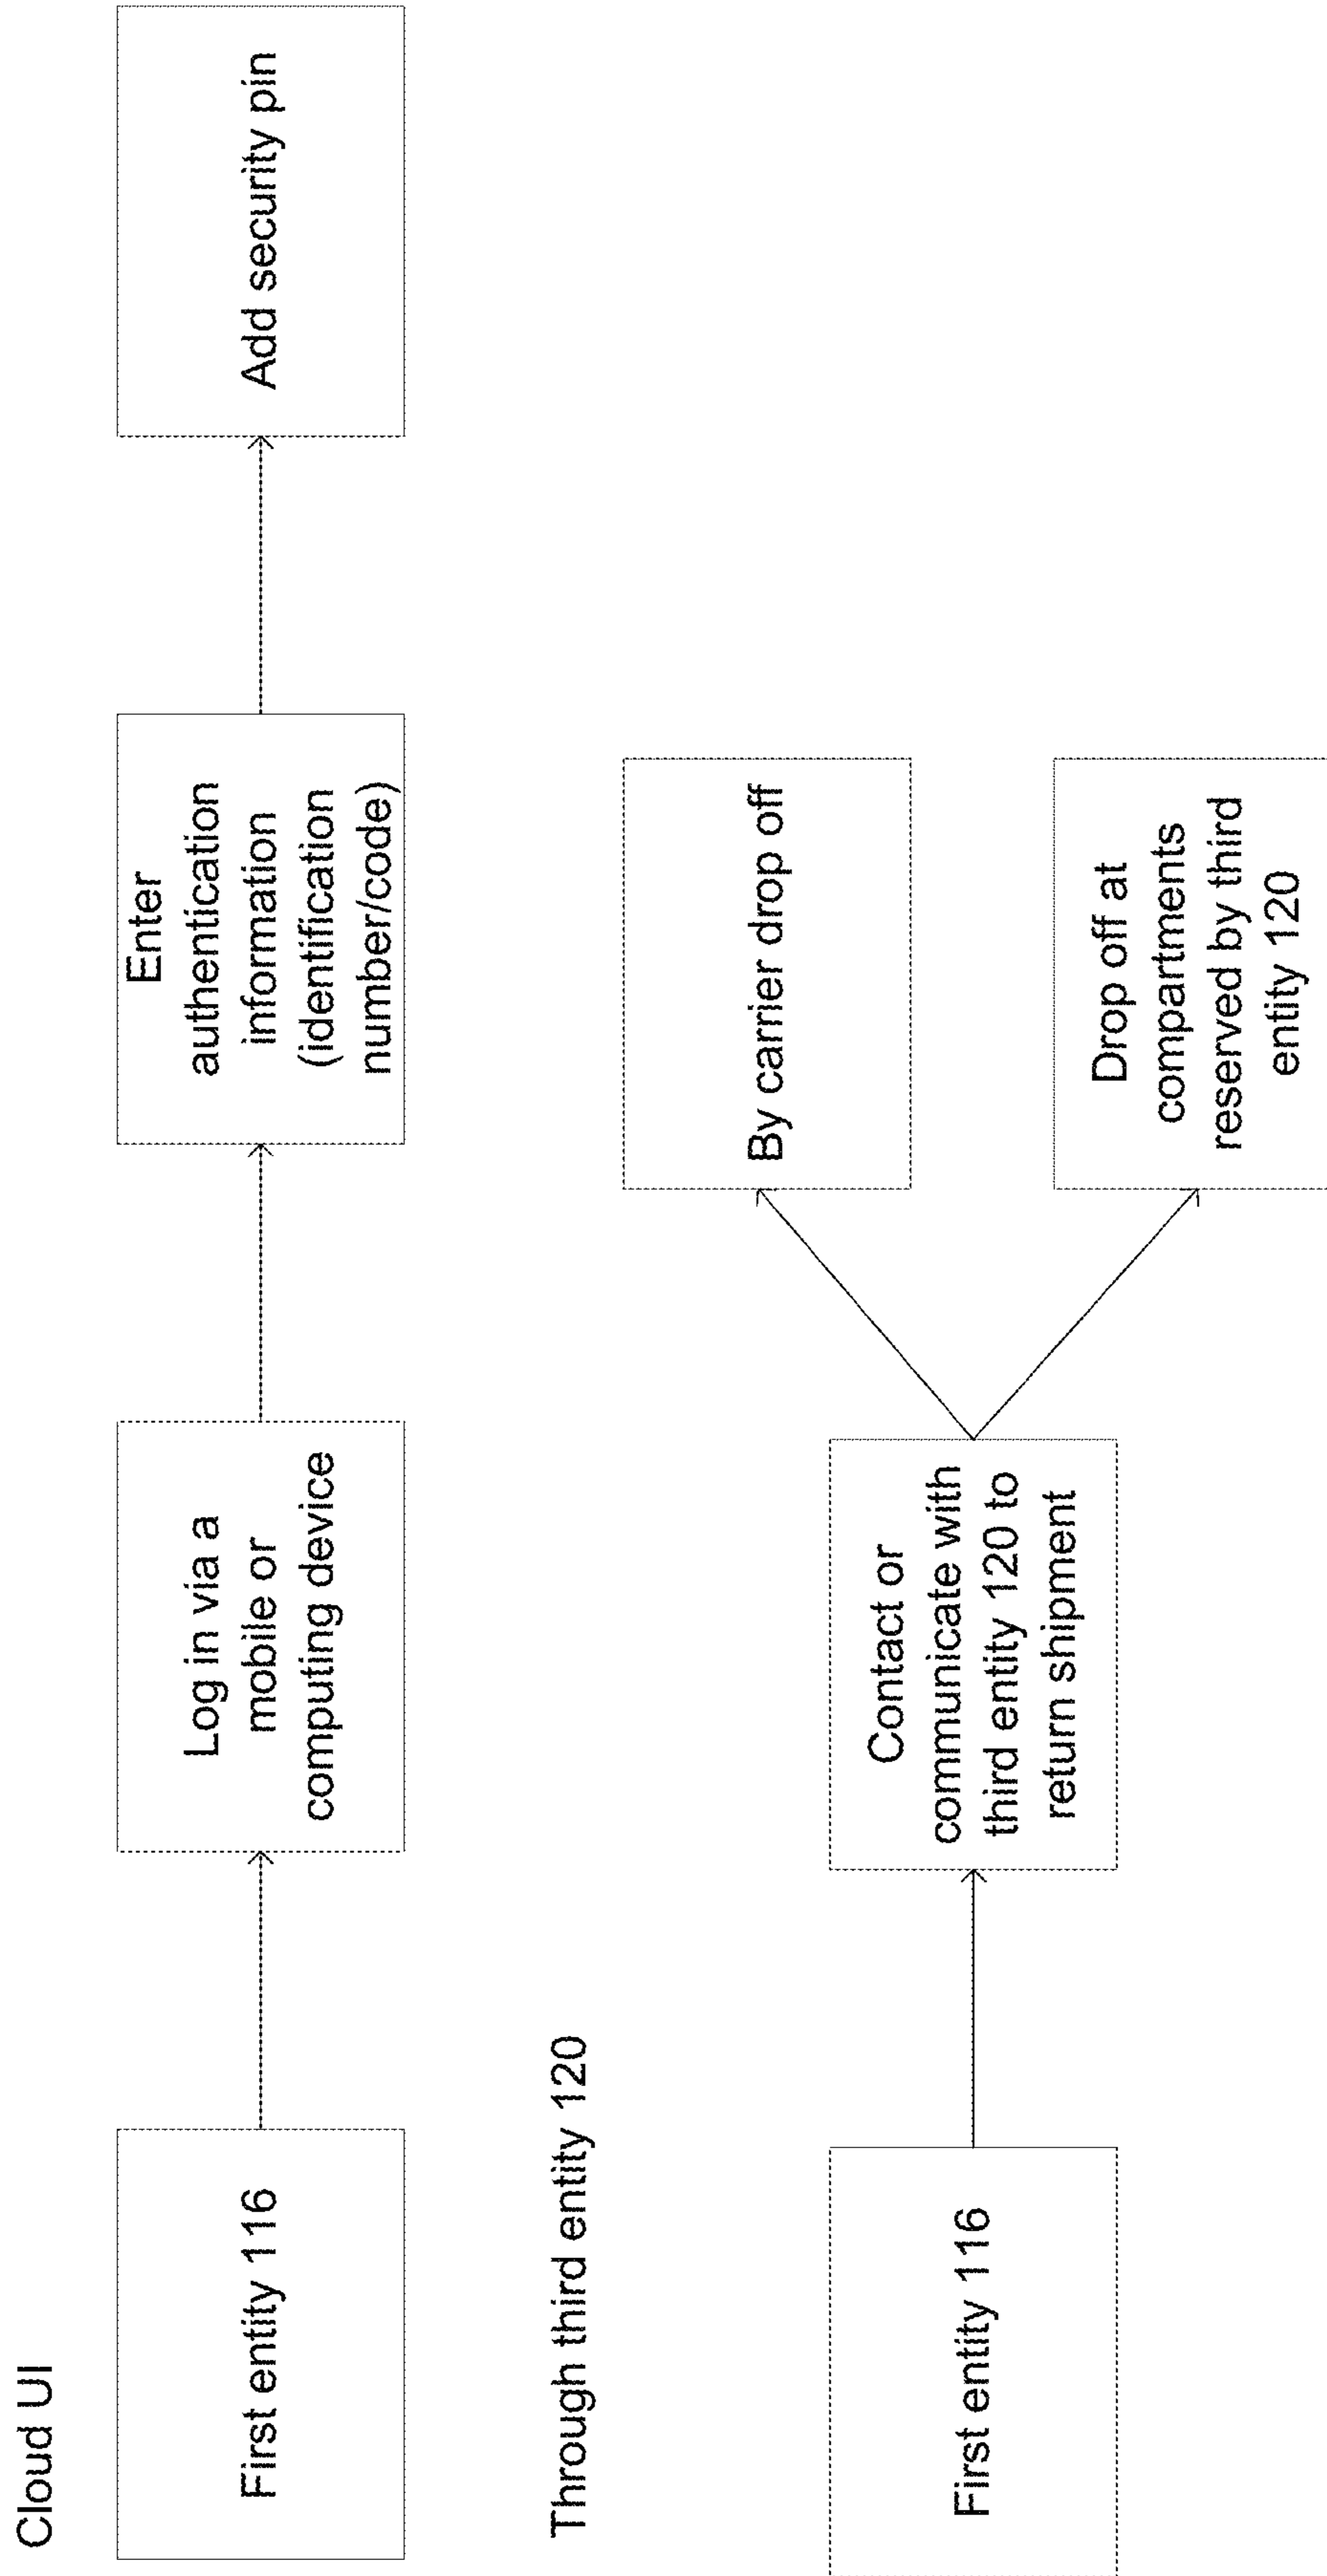 Cloud UI
First entity 116
Log in via a
mobile or
computing device
Enter
authentication
information
(identification
number/code)
Add security pin
Through third entity 120
First entity 116
Contact or
communicate with
third entity 120 to
return shipment
By carrier drop off
Drop off at
compartments
reserved by third
entity 120